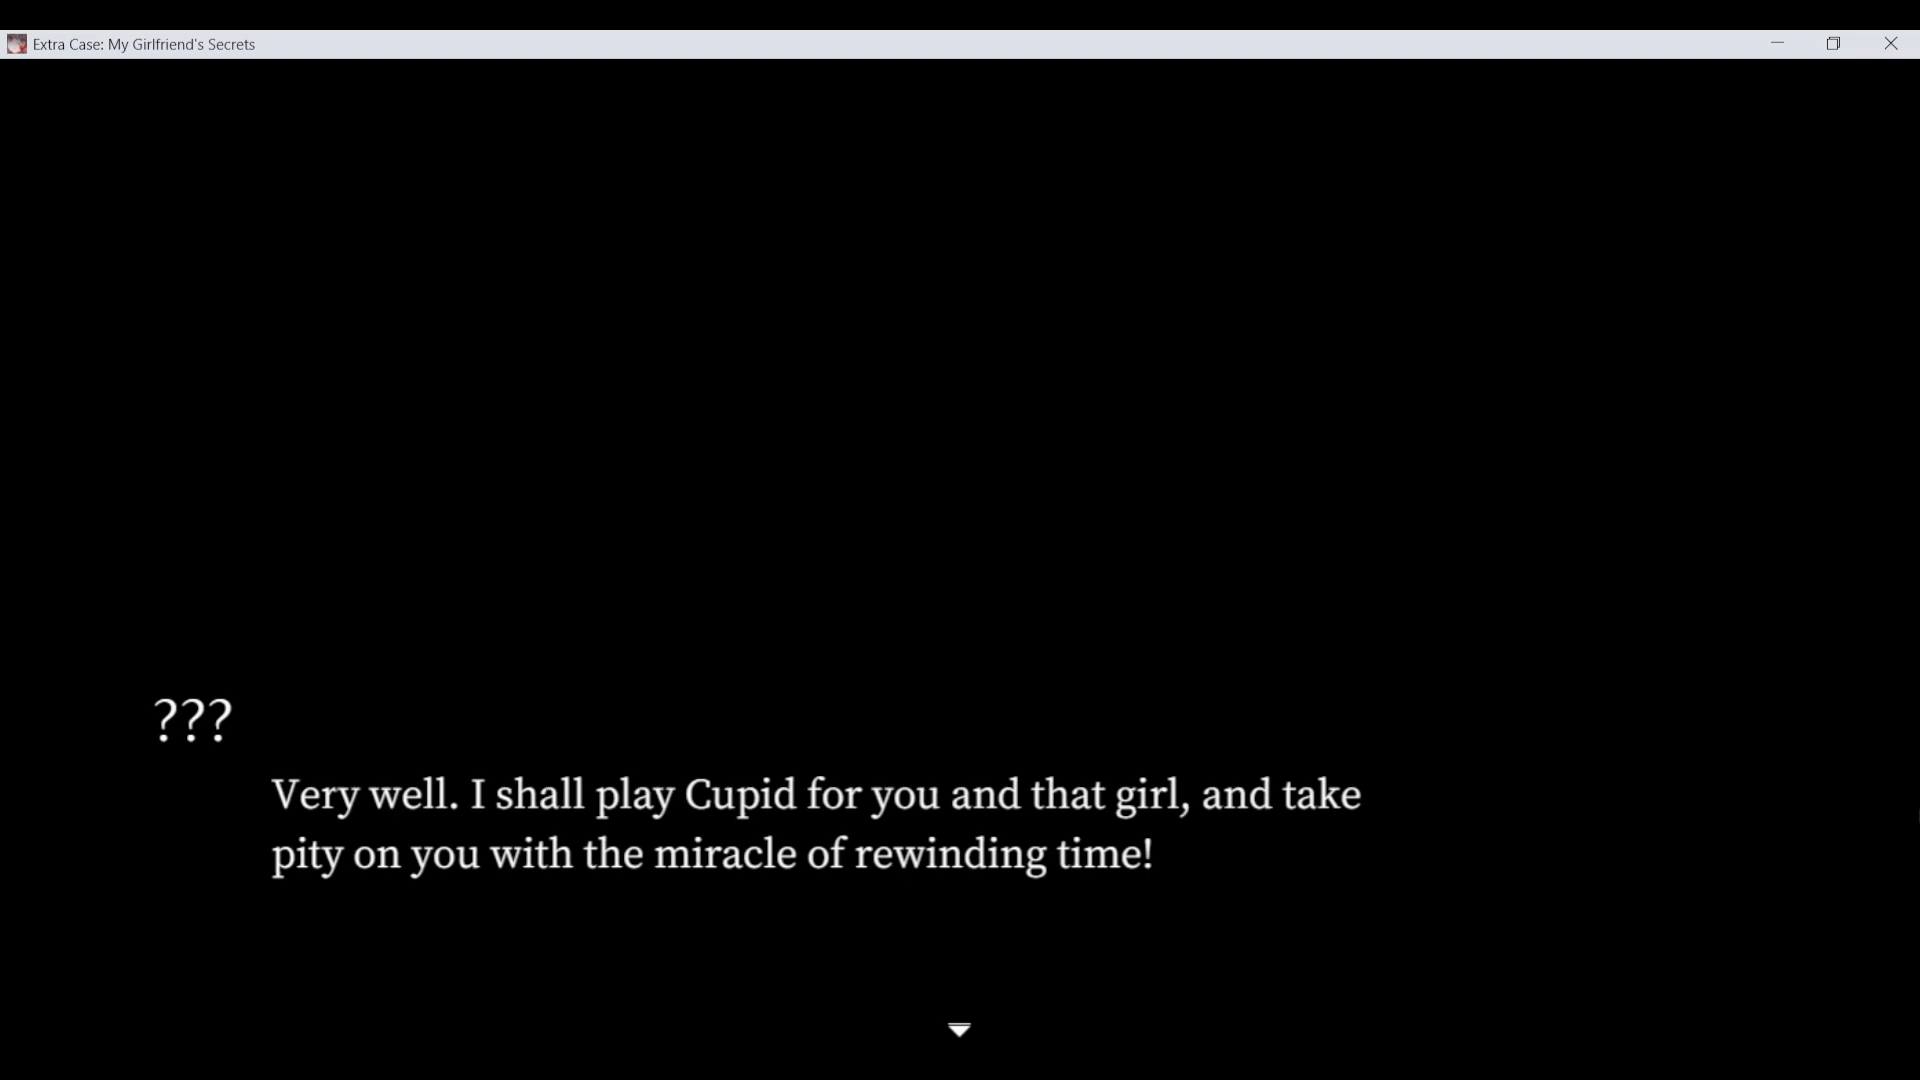 Extra Case: My Girlfriend's Secrets
???
Very well. I shall play Cupid for you and that girl, and take
pity on you with the miracle of rewinding time!